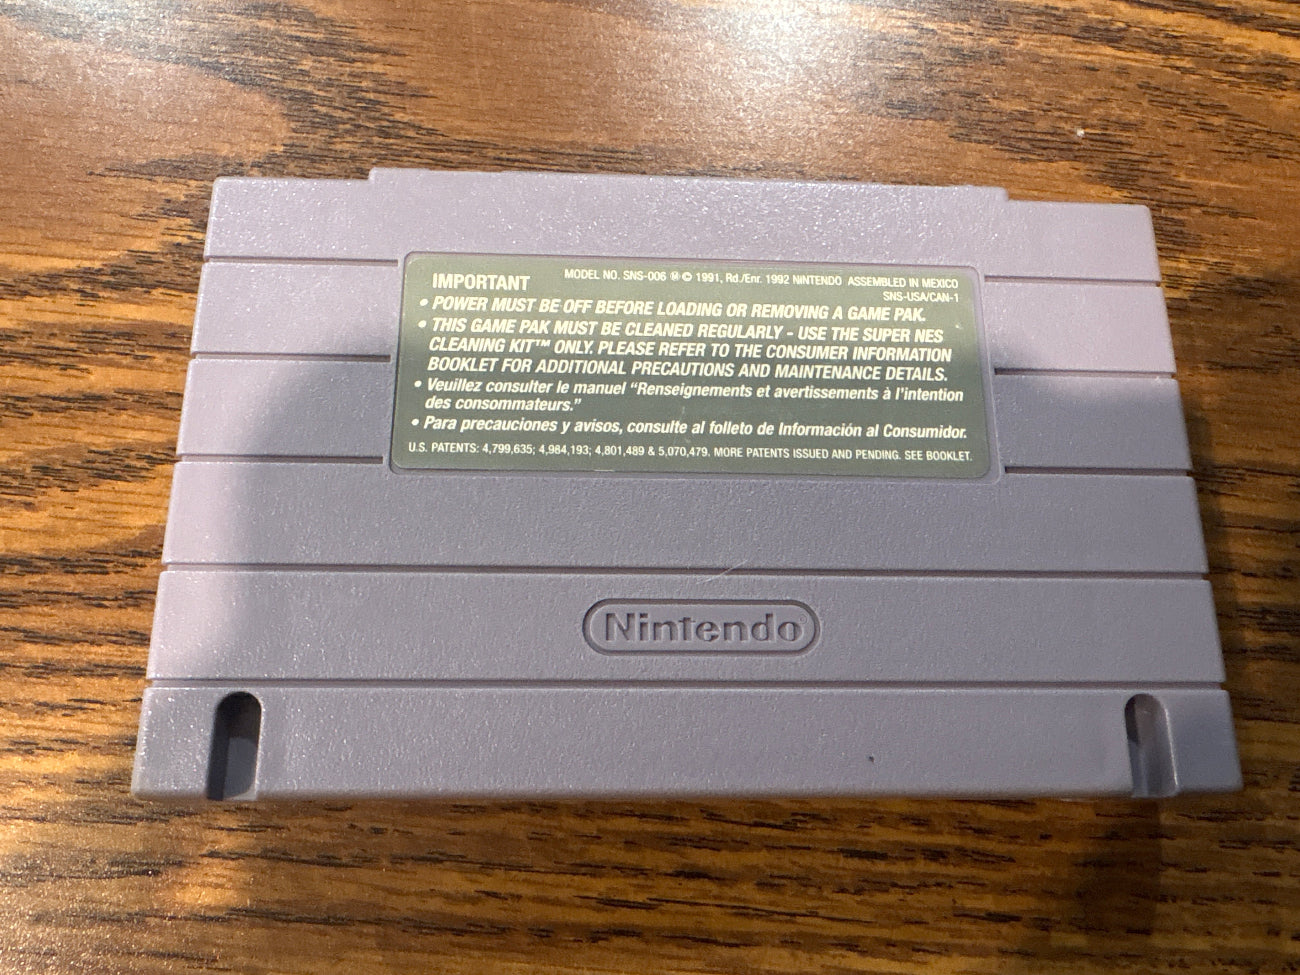 IMPORTANT
MODEL NO. SNS-006 Ⓜ © 1991, Rd./Enr. 1992 NINTENDO ASSEMBLED IN MEXICO
SNS-USA/CAN-1
• POWER MUST BE OFF BEFORE LOADING OR REMOVING A GAME PAK.
• THIS GAME PAK MUST BE CLEANED REGULARLY - USE THE SUPER NES
CLEANING KIT™ ONLY. PLEASE REFER TO THE CONSUMER INFORMATION
BOOKLET FOR ADDITIONAL PRECAUTIONS AND MAINTENANCE DETAILS.
• Veuillez consulter le manuel “Renseignements et avertissements à l'intention
des consommateurs.”
• Para precauciones y avisos, consulte al folleto de Información al Consumidor.
U.S. PATENTS: 4,799,635; 4,984,193; 4,801,489 & 5,070,479. MORE PATENTS ISSUED AND PENDING. SEE BOOKLET.
Nintendo®